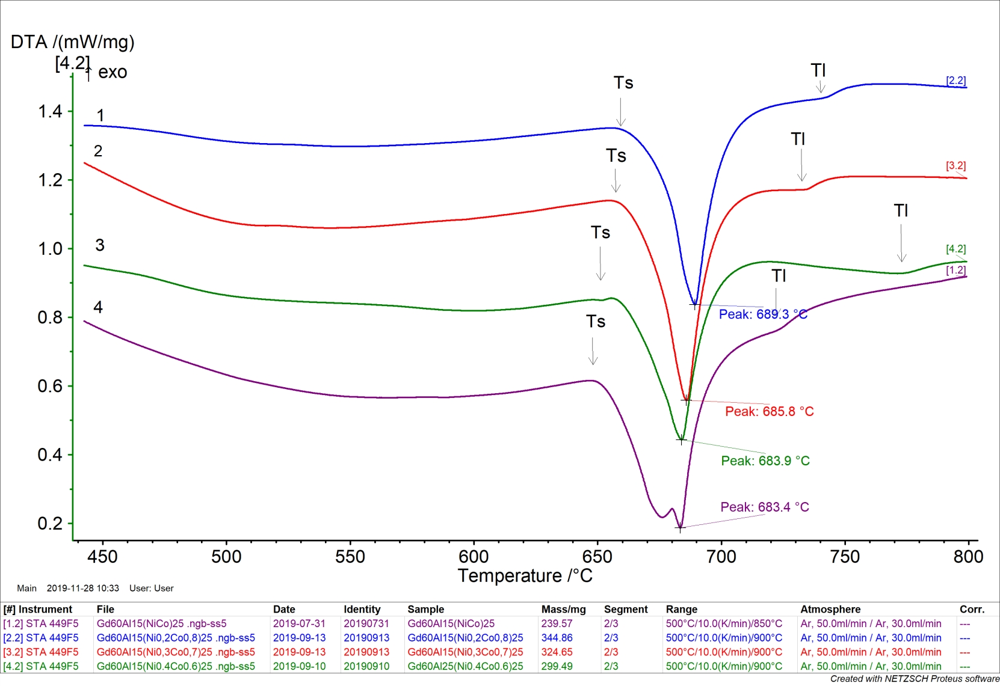 DTA /(mW/mg)
[4.2]
↑ exo
Tl
[2.2]
Ts
1.4
1
Tl
2
Ts
[3.2]
1.2
Tl
Ts
3
1.0
[4.2]
[1.2]
Tl
4
0.8
Peak: 689.3 °C
Ts
0.6
Peak: 685.8 °C
0.4
Peak: 683.9 °C
Peak: 683.4 °C
0.2
450 500 550 600 650 700 750 800
Temperature /°C
Main 2019-11-28 10:33 User: User
[#] Instrument File Date Identity Sample Mass/mg Segment Range Atmosphere Corr.
[1.2] STA 449F5 Gd60Al15(NiCo)25 .ngb-ss5 2019-07-31 20190731 Gd60Al15(NiCo)25 239.57 2/3 500°C/10.0(K/min)/850°C Ar, 50.0ml/min / Ar, 30.0ml/min ---
[2.2] STA 449F5 Gd60Al15(Ni0,2Co0,8)25 .ngb-ss5 2019-09-13 20190913 Gd60Al15(Ni0,2Co0,8)25 344.86 2/3 500°C/10.0(K/min)/900°C Ar, 50.0ml/min / Ar, 30.0ml/min ---
[3.2] STA 449F5 Gd60Al15(Ni0,3Co0,7)25 .ngb-ss5 2019-09-13 20190913 Gd60Al15(Ni0,3Co0,7)25 324.65 2/3 500°C/10.0(K/min)/900°C Ar, 50.0ml/min / Ar, 30.0ml/min ---
[4.2] STA 449F5 Gd60Al15(Ni0.4Co0.6)25 .ngb-ss5 2019-09-10 20190910 Gd60Al25(Ni0.4Co0.6)25 299.49 2/3 500°C/10.0(K/min)/900°C Ar, 50.0ml/min / Ar, 30.0ml/min ---
Created with NETZSCH Proteus software